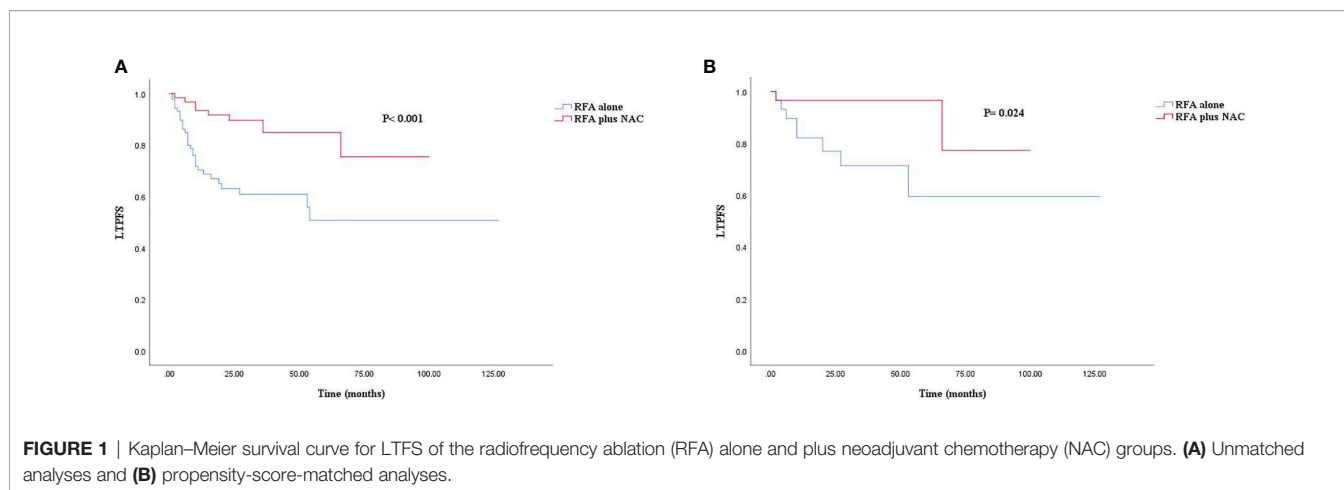 A
1.0
0.8
0.6
0.4
0.2
0.0
LTPFS
P< 0.001
RFA alone
RFA plus NAC
.00 25.00 50.00 75.00 100.00 125.00
Time (months)
B
1.0
0.8
0.6
0.4
0.2
0.0
LTPFS
P= 0.024
RFA alone
RFA plus NAC
.00 25.00 50.00 75.00 100.00 125.00
Time (months)
FIGURE 1 | Kaplan–Meier survival curve for LTFS of the radiofrequency ablation (RFA) alone and plus neoadjuvant chemotherapy (NAC) groups. (A) Unmatched
analyses and (B) propensity-score-matched analyses.